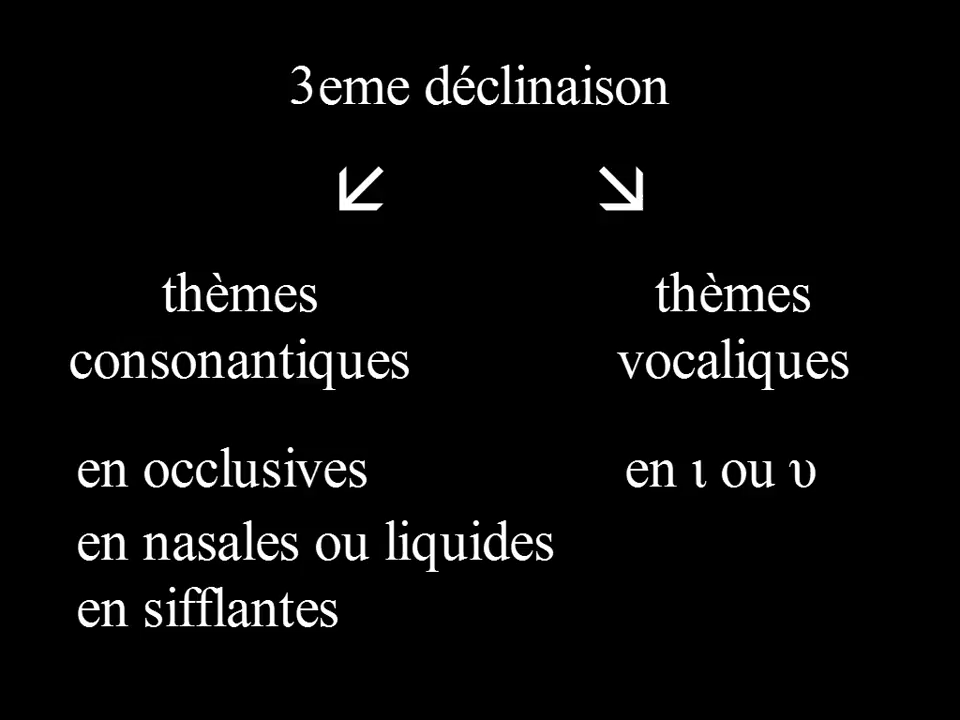 3eme déclinaison
thèmes consonantiques
thèmes vocaliques
en occlusives
en ι ou υ
en nasales ou liquides
en sifflantes